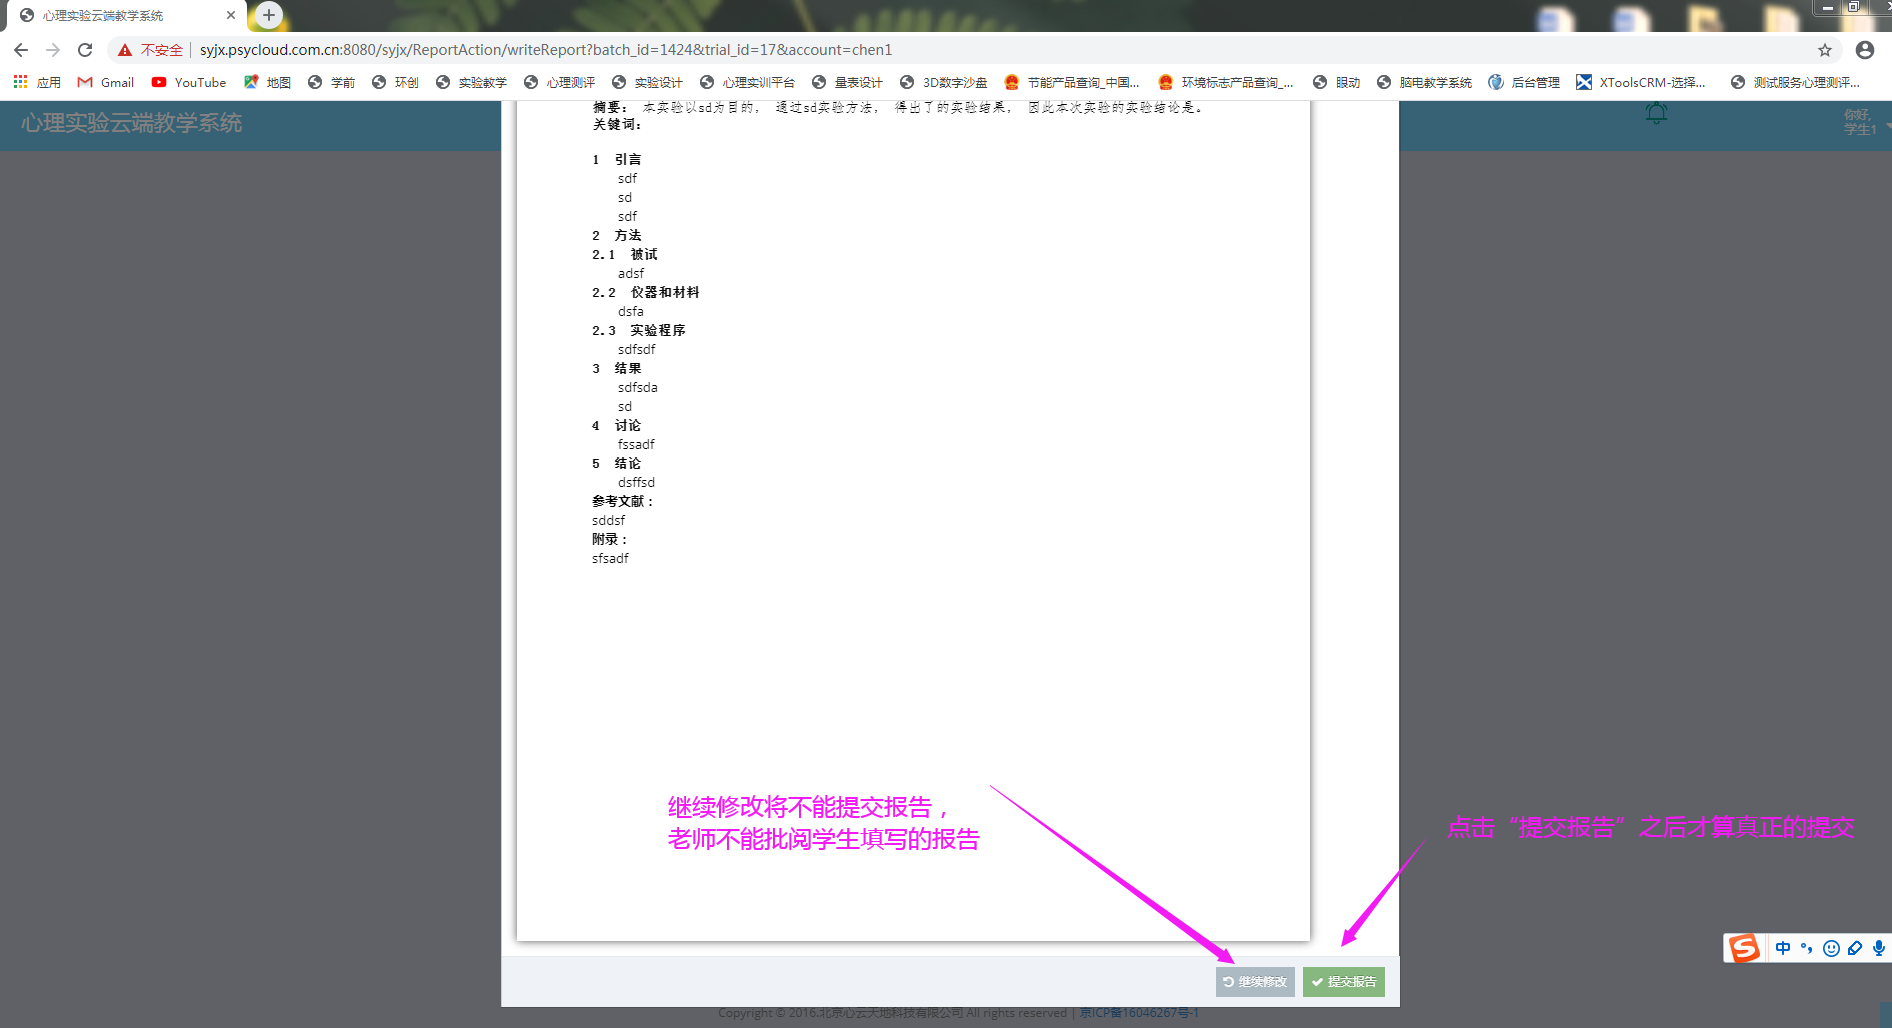 心理实验云端教学系统
不安全 syjx.psycloud.com.cn:8080/syjx/ReportAction/writeReport?batch_id=1424&trial_id=17&account=chen1
应用 Gmail YouTube 地图 学前 环创 实验教学 心理测评 实验设计 心理实训平台 量表设计 3D数字沙盘 节能产品查询_中国... 环境标志产品查询_... 眼动 脑电教学系统 后台管理 XToolsCRM-选择... 测试服务心理测评...
心理实验云端教学系统
你好,
学生1
摘要： 本实验以sd为目的， 通过sd实验方法， 得出了的实验结果， 因此本次实验的实验结论是。
关键词：
1 引言
sdf
sd
sdf
2 方法
2.1 被试
adsf
2.2 仪器和材料
dsfa
2.3 实验程序
sdfsdf
3 结果
sdfsda
sd
4 讨论
fssadf
5 结论
dsffsd
参考文献：
sddsf
附录：
sfsadf
继续修改将不能提交报告，
老师不能批阅学生填写的报告
点击“提交报告”之后才算真正的提交
继续修改 提交报告
中
Copyright © 2016.北京心云天地科技有限公司 All rights reserved | 京ICP备16046267号-1